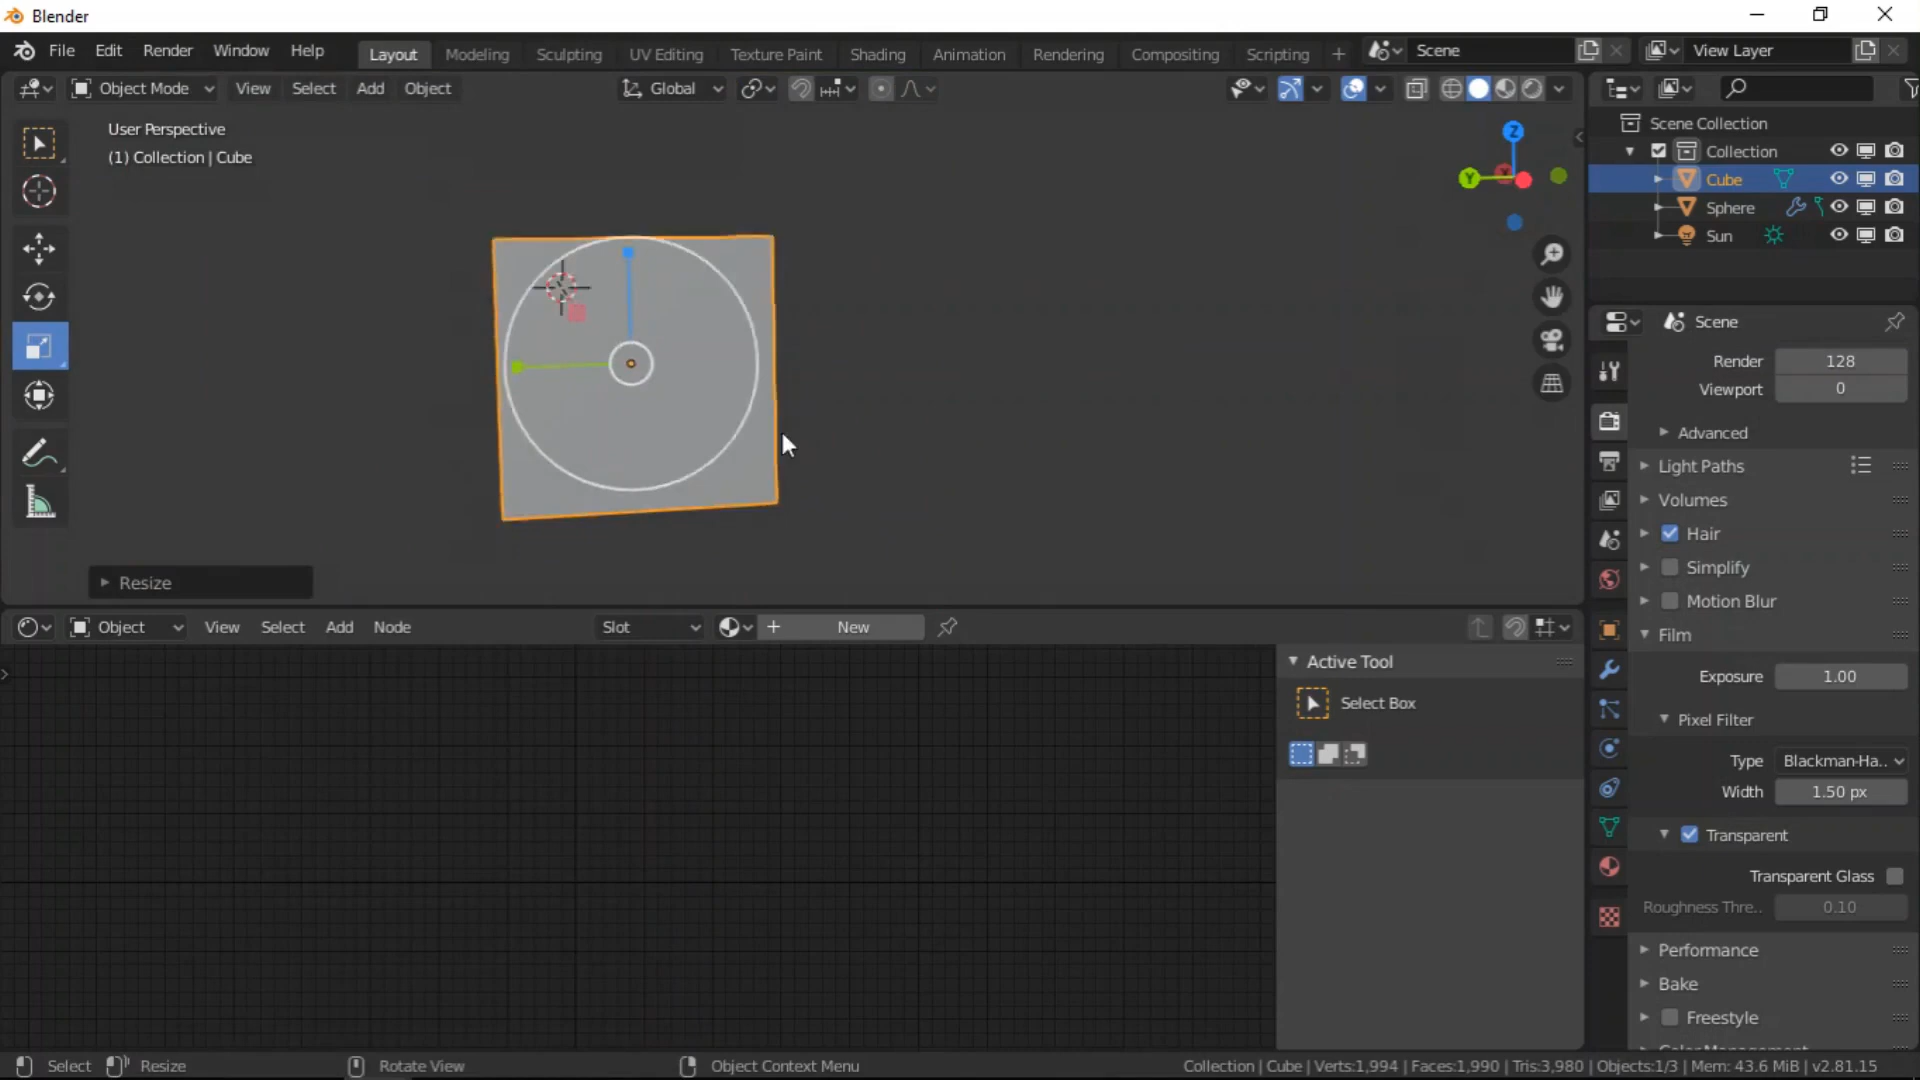 Blender
File Edit Render Window Help Layout Modeling Sculpting UV Editing Texture Paint Shading Animation Rendering Compositing Scripting + Scene View Layer
Object Mode View Select Add Object Global
User Perspective
(1) Collection | Cube
Z
Y
Resize
Scene Collection
Collection
Cube
Sphere
Sun
Scene
Render 128
Viewport 0
Advanced
Light Paths
Volumes
Hair
Simplify
Motion Blur
Film
Exposure 1.00
Pixel Filter
Type Blackman-Ha..
Width 1.50 px
Transparent
Transparent Glass
Roughness Thre.. 0.10
Performance
Bake
Freestyle
Color Management
Object View Select Add Node Slot + New
Active Tool
Select Box
Select Resize Rotate View Object Context Menu Collection | Cube | Verts:1,994 | Faces:1,990 | Tris:3,980 | Objects:1/3 | Mem: 43.6 MiB | v2.81.15